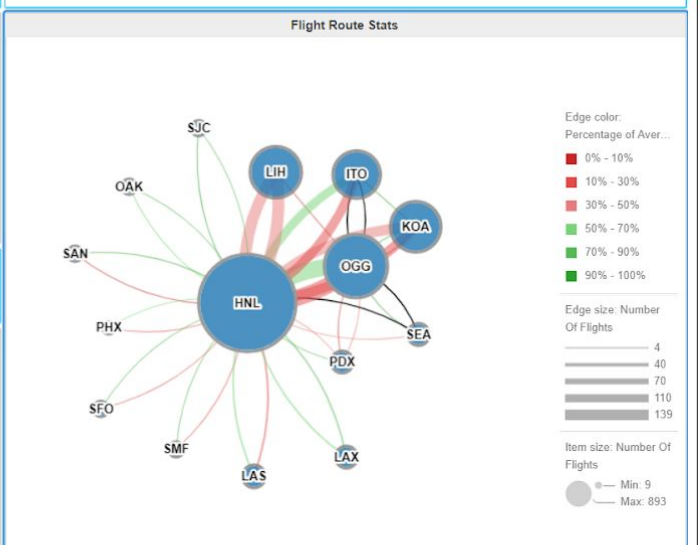 Flight Route Stats
SJC
LIH
ITO
OAK
KOA
SAN
OGG
HNL
PHX
SEA
PDX
SFO
SMF
LAX
LAS
Edge color:
Percentage of Aver...
0% - 10%
10% - 30%
30% - 50%
50% - 70%
70% - 90%
90% - 100%
Edge size: Number
Of Flights
4
40
70
110
139
Item size: Number Of
Flights
Min: 9
Max: 893